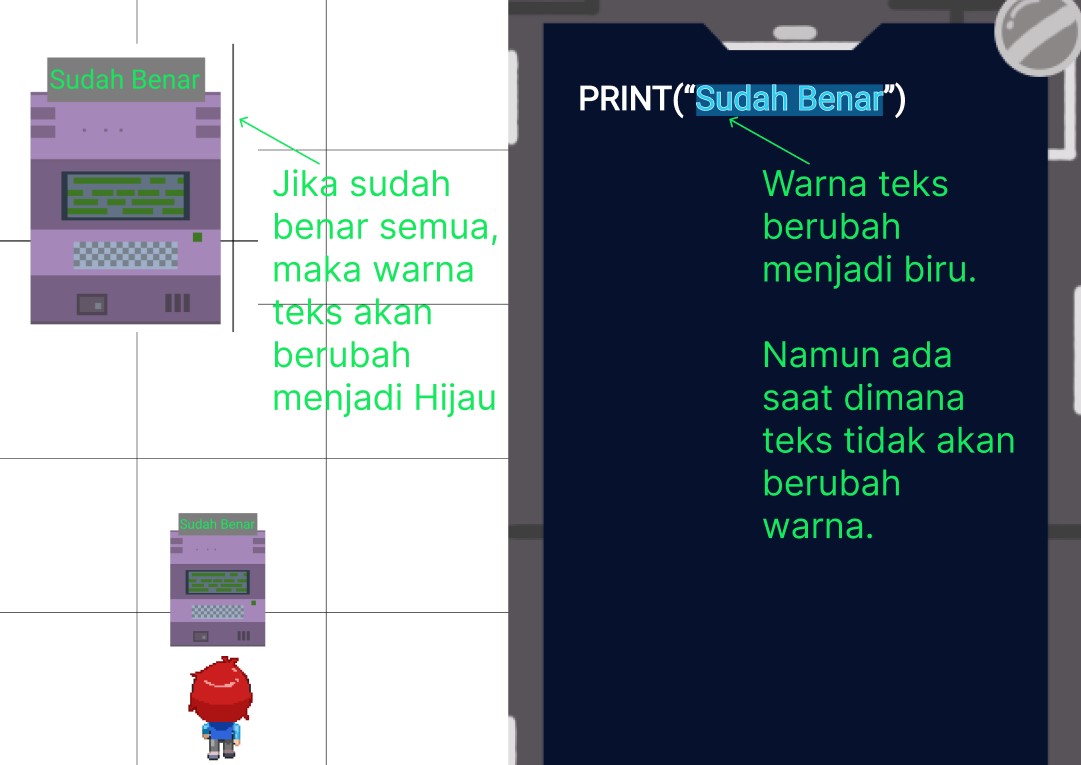 Sudah Benar
Jika sudah
benar semua,
maka warna
teks akan
berubah
menjadi Hijau
Sudah Benar
PRINT(“Sudah Benar”)
Warna teks
berubah
menjadi biru.
Namun ada
saat dimana
teks tidak akan
berubah
warna.